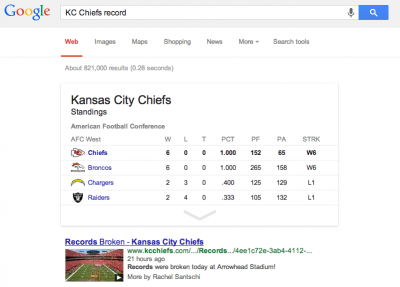 Google KC Chiefs record
Web Images Maps Shopping News More Search tools
About 821,000 results (0.28 seconds)
Kansas City Chiefs
Standings
American Football Conference
AFC West W L T PCT PF PA STRK
Chiefs 6 0 0 1.000 152 65 W6
Broncos 6 0 0 1.000 265 158 W6
Chargers 2 3 0 .400 125 129 L1
Raiders 2 4 0 .333 105 132 L1
Records Broken - Kansas City Chiefs
www.kcchiefs.com/.../Records.../4ee1c72e-3ab4-4112-...
21 hours ago
Records were broken today at Arrowhead Stadium!
More by Rachel Santschi